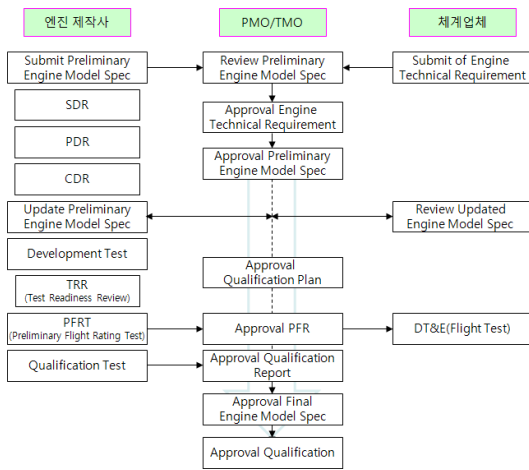 엔진 제작사
PMO/TMO
체계업체
Submit Preliminary
Engine Model Spec
Review Preliminary
Engine Model Spec
Submit of Engine
Technical Requirement
SDR
Approval Engine
Technical Requirement
PDR
Approval Preliminary
Engine Model Spec
CDR
Update Preliminary
Engine Model Spec
Review Updated
Engine Model Spec
Development Test
Approval
Qualification Plan
TRR
(Test Readiness Review)
PFRT
(Preliminary Flight Rating Test)
Approval PFR
DT&E(Flight Test)
Qualification Test
Approval Qualification
Report
Approval Final
Engine Model Spec
Approval Qualification